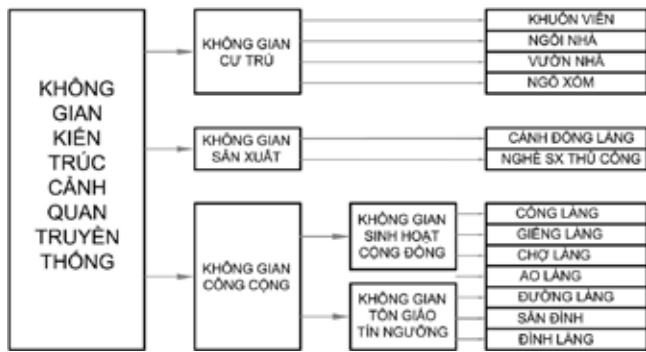 KHÔNG
GIAN
KIẾN
TRÚC
CẢNH
QUAN
TRUYỀN
THỐNG
KHÔNG GIAN
CƯ TRÚ
KHUÔN VIÊN
NGÔI NHÀ
VƯỜN NHÀ
NGÕ XÓM
KHÔNG GIAN
SẢN XUẤT
CÁNH ĐỒNG LÀNG
NGHỀ SX THỦ CÔNG
KHÔNG GIAN
CÔNG CỘNG
KHÔNG GIAN
SINH HOẠT
CỘNG ĐỒNG
CỔNG LÀNG
GIẾNG LÀNG
CHỢ LÀNG
AO LÀNG
KHÔNG GIAN
TÔN GIÁO
TÍN NGƯỠNG
ĐƯỜNG LÀNG
SÂN ĐÌNH
ĐÌNH LÀNG